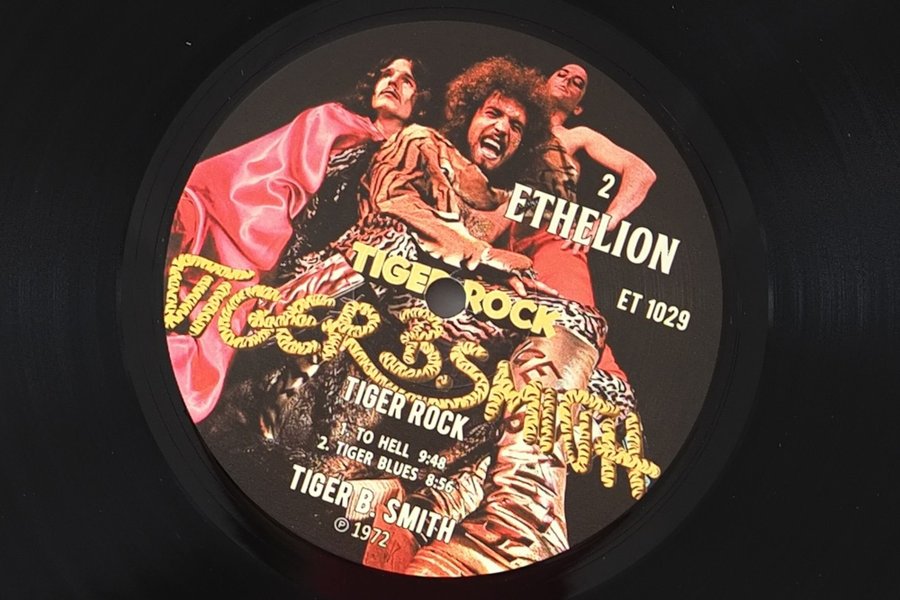 2
ETHELION
ET 1029
TIGER ROCK
TIGER B. SMITH
TIGER ROCK
1. TO HELL 9:48
2. TIGER BLUES 8:56
TIGER B. SMITH
℗ 1972